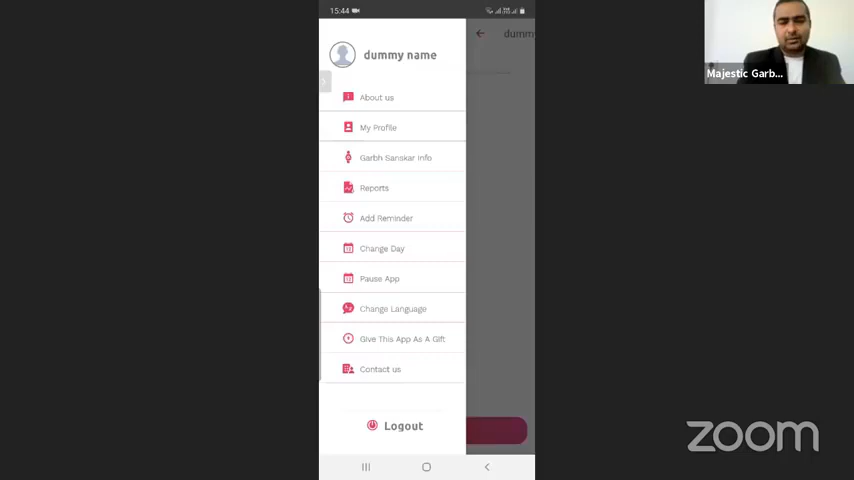 15:44
dummy name
dumm
Majestic Garb...
About us
My Profile
Garbh Sanskar Info
Reports
Add Reminder
Change Day
Pause App
Change Language
Give This App As A Gift
Contact us
Logout
zoom